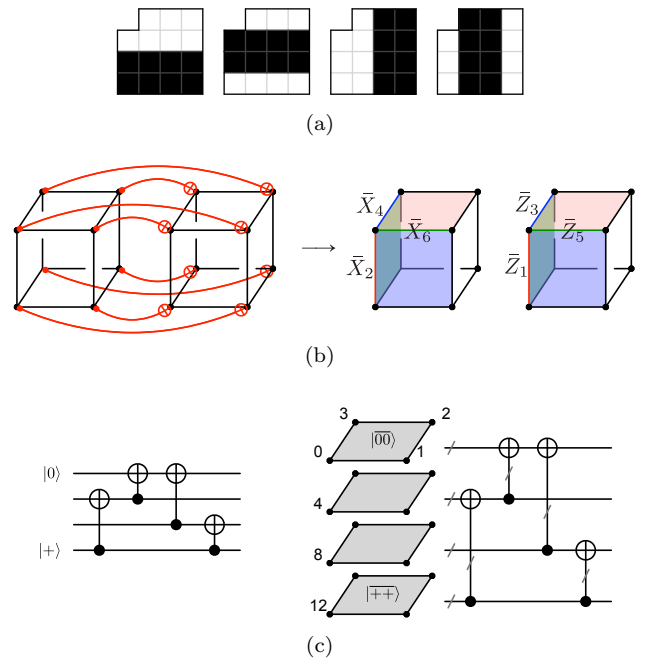 (a)
X̄₄ X̄₆ X̄₂ Z̄₃ Z̄₅ Z̄₁
(b)
3 2
|0⟩ 0 |00⟩ 1
4
8
|+⟩ 12 |++⟩
(c)